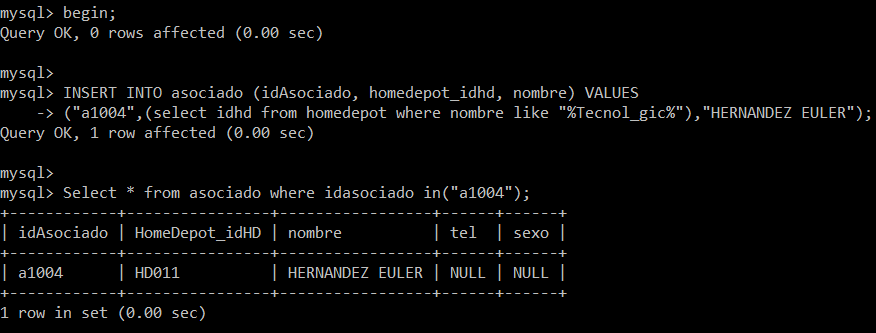 mysql> begin;
Query OK, 0 rows affected (0.00 sec)
mysql>
mysql> INSERT INTO asociado (idAsociado, homedepot_idhd, nombre) VALUES
    -> ("a1004",(select idhd from homedepot where nombre like "%Tecnol_gic%"),"HERNANDEZ EULER");
Query OK, 1 row affected (0.00 sec)
mysql>
mysql> Select * from asociado where idasociado in("a1004");
+------------+---------------+-----------------+------+------+
| idAsociado | HomeDepot_idHD | nombre          | tel  | sexo |
+------------+---------------+-----------------+------+------+
| a1004      | HD011         | HERNANDEZ EULER | NULL | NULL |
+------------+---------------+-----------------+------+------+
1 row in set (0.00 sec)